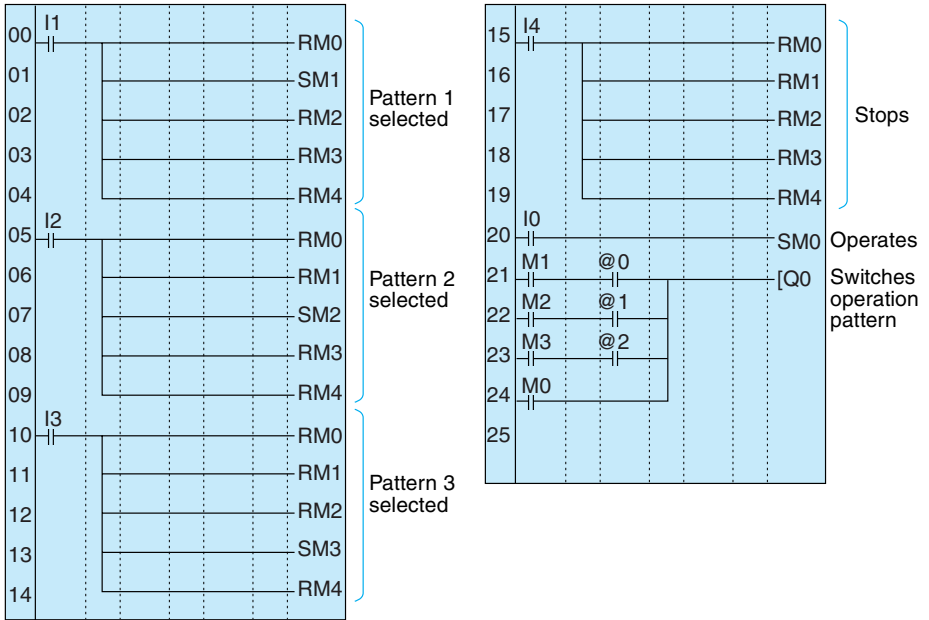 I1
00 RM0
01 SM1
02 RM2
03 RM3
04 RM4
Pattern 1
selected
I2
05 RM0
06 RM1
07 SM2
08 RM3
09 RM4
Pattern 2
selected
I3
10 RM0
11 RM1
12 RM2
13 SM3
14 RM4
Pattern 3
selected
I4
15 RM0
16 RM1
17 RM2
18 RM3
19 RM4
Stops
I0
20 SM0 Operates
M1 @0
21 [Q0 Switches
operation
pattern
M2 @1
22
M3 @2
23
M0
24
25